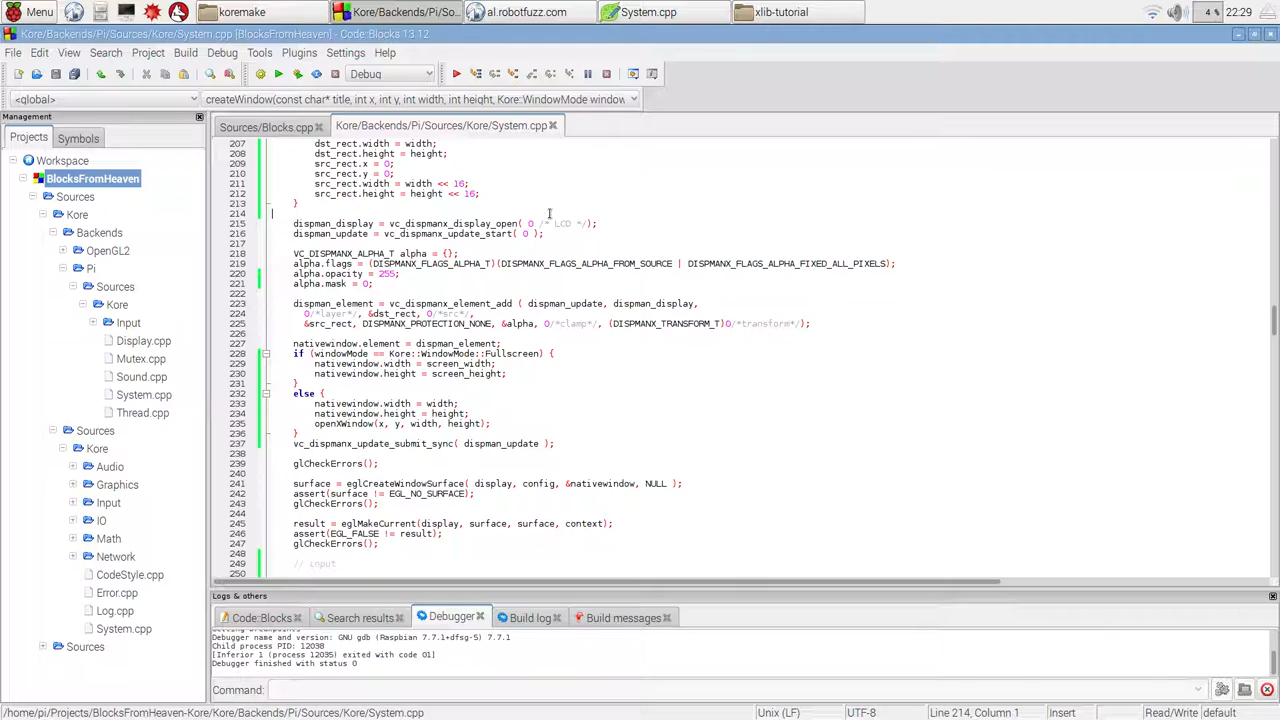 Menu
koremake
Kore/Backends/Pi/So...
al.robotfuzz.com
System.cpp
xlib-tutorial
4 %
22:29
Kore/Backends/Pi/Sources/Kore/System.cpp [BlocksFromHeaven] - Code::Blocks 13.12
File Edit View Search Project Build Debug Tools Plugins Settings Help
Debug
<global>
createWindow(const char* title, int x, int y, int width, int height, Kore::WindowMode window
Management
Projects Symbols
Workspace
BlocksFromHeaven
Sources
Kore
Backends
OpenGL2
Pi
Sources
Kore
Input
Display.cpp
Mutex.cpp
Sound.cpp
System.cpp
Thread.cpp
Sources
Kore
Audio
Graphics
Input
IO
Math
Network
CodeStyle.cpp
Error.cpp
Log.cpp
System.cpp
Sources
Sources/Blocks.cpp
Kore/Backends/Pi/Sources/Kore/System.cpp
207 dst_rect.width = width;
208 dst_rect.height = height;
209 src_rect.x = 0;
210 src_rect.y = 0;
211 src_rect.width = width << 16;
212 src_rect.height = height << 16;
213 }
214
215 dispman_display = vc_dispmanx_display_open( 0 /* LCD */);
216 dispman_update = vc_dispmanx_update_start( 0 );
217
218 VC_DISPMANX_ALPHA_T alpha = {};
219 alpha.flags = (DISPMANX_FLAGS_ALPHA_T)(DISPMANX_FLAGS_ALPHA_FROM_SOURCE | DISPMANX_FLAGS_ALPHA_FIXED_ALL_PIXELS);
220 alpha.opacity = 255;
221 alpha.mask = 0;
222
223 dispman_element = vc_dispmanx_element_add ( dispman_update, dispman_display,
224 0/*layer*/, &dst_rect, 0/*src*/,
225 &src_rect, DISPMANX_PROTECTION_NONE, &alpha, 0/*clamp*/, (DISPMANX_TRANSFORM_T)0/*transform*/);
226
227 nativewindow.element = dispman_element;
228 if (windowMode == Kore::WindowMode::Fullscreen) {
229 nativewindow.width = screen_width;
230 nativewindow.height = screen_height;
231 }
232 else {
233 nativewindow.width = width;
234 nativewindow.height = height;
235 openXWindow(x, y, width, height);
236 }
237 vc_dispmanx_update_submit_sync( dispman_update );
238
239 glCheckErrors();
240
241 surface = eglCreateWindowSurface( display, config, &nativewindow, NULL );
242 assert(surface != EGL_NO_SURFACE);
243 glCheckErrors();
244
245 result = eglMakeCurrent(display, surface, surface, context);
246 assert(EGL_FALSE != result);
247 glCheckErrors();
248
249 // input
250
Logs & others
Code::Blocks Search results Debugger Build log Build messages
Setting breakpoints
Debugger name and version: GNU gdb (Raspbian 7.7.1+dfsg-5) 7.7.1
Child process PID: 12038
[Inferior 1 (process 12035) exited with code 01]
Debugger finished with status 0
Command:
/home/pi/Projects/BlocksFromHeaven-Kore/Kore/Backends/Pi/Sources/Kore/System.cpp
Unix (LF)
UTF-8
Line 214, Column 1
Insert
Read/Write
default